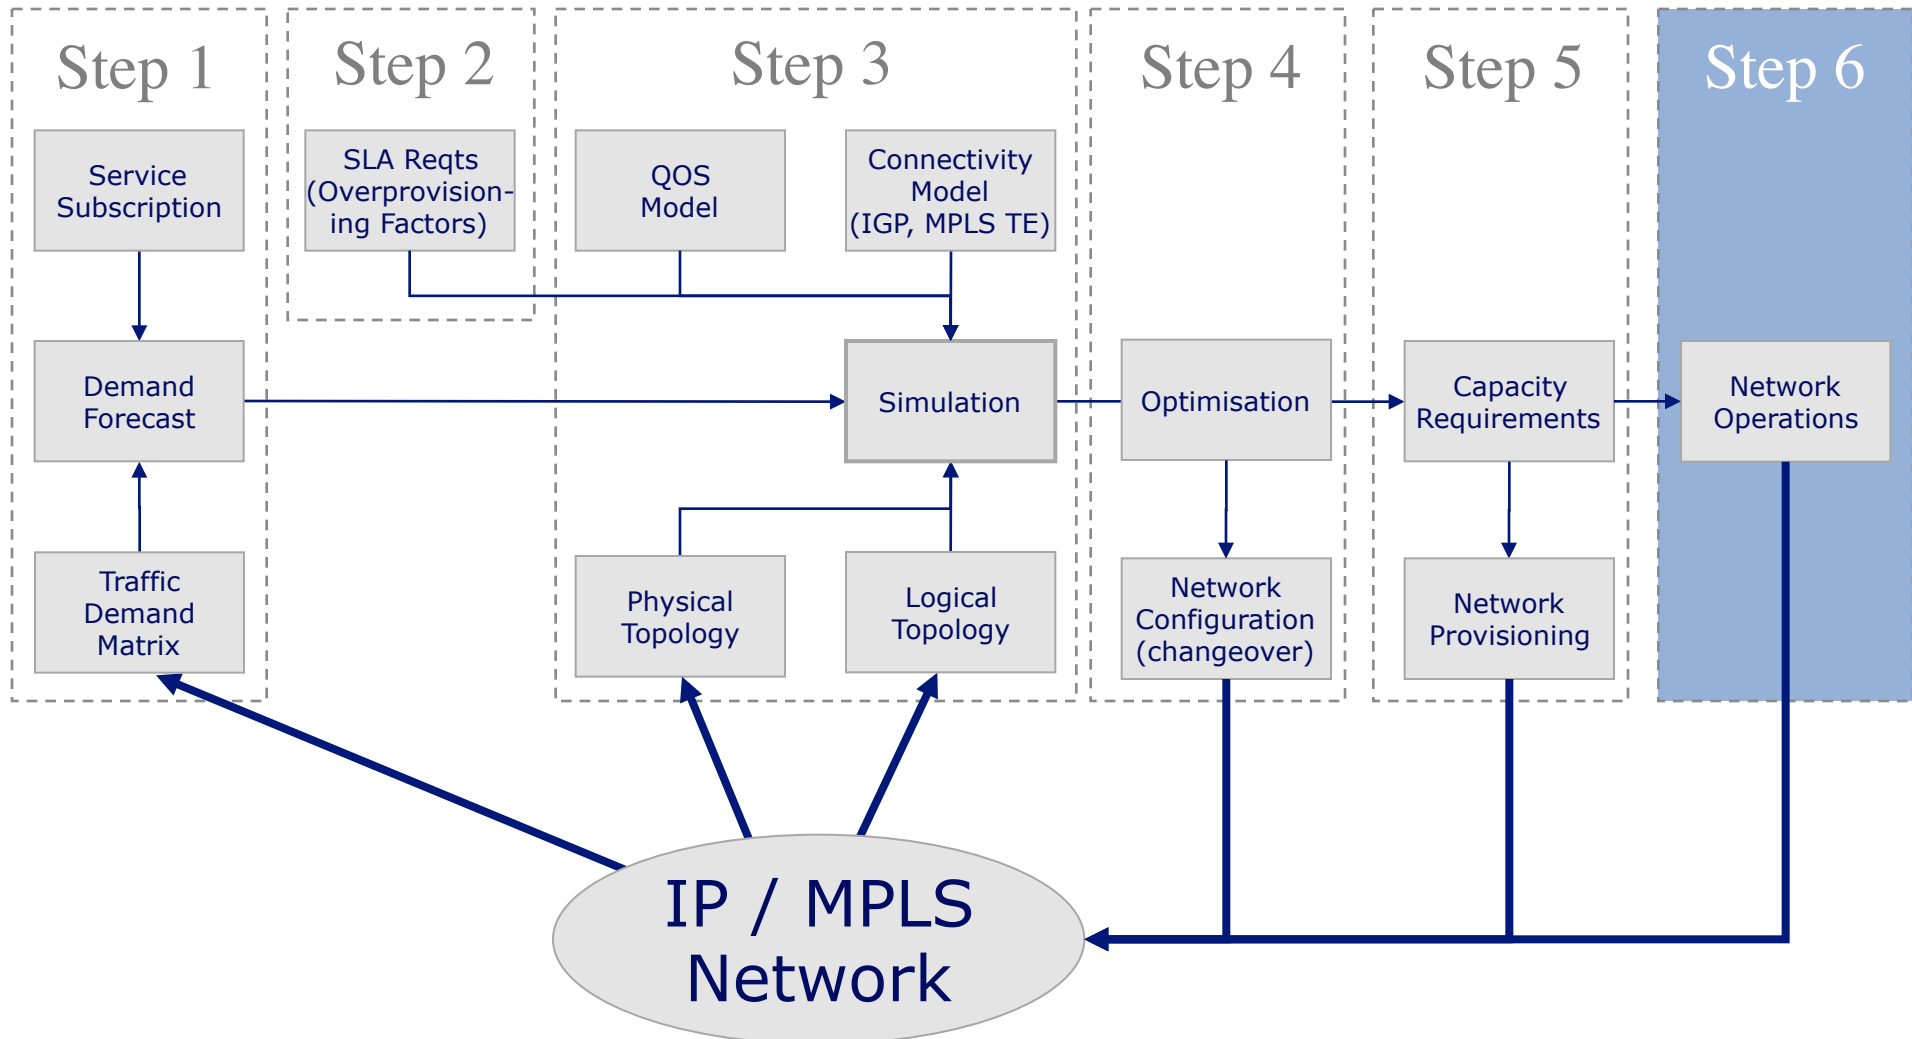 Step 1
Step 2
Step 3
Step 4
Step 5
Step 6
Service
Subscription
SLA Reqts
(Overprovision-
ing Factors)
QOS
Model
Connectivity
Model
(IGP, MPLS TE)
Demand
Forecast
Simulation
Optimisation
Capacity
Requirements
Network
Operations
Traffic
Demand
Matrix
Physical
Topology
Logical
Topology
Network
Configuration
(changeover)
Network
Provisioning
IP / MPLS
Network